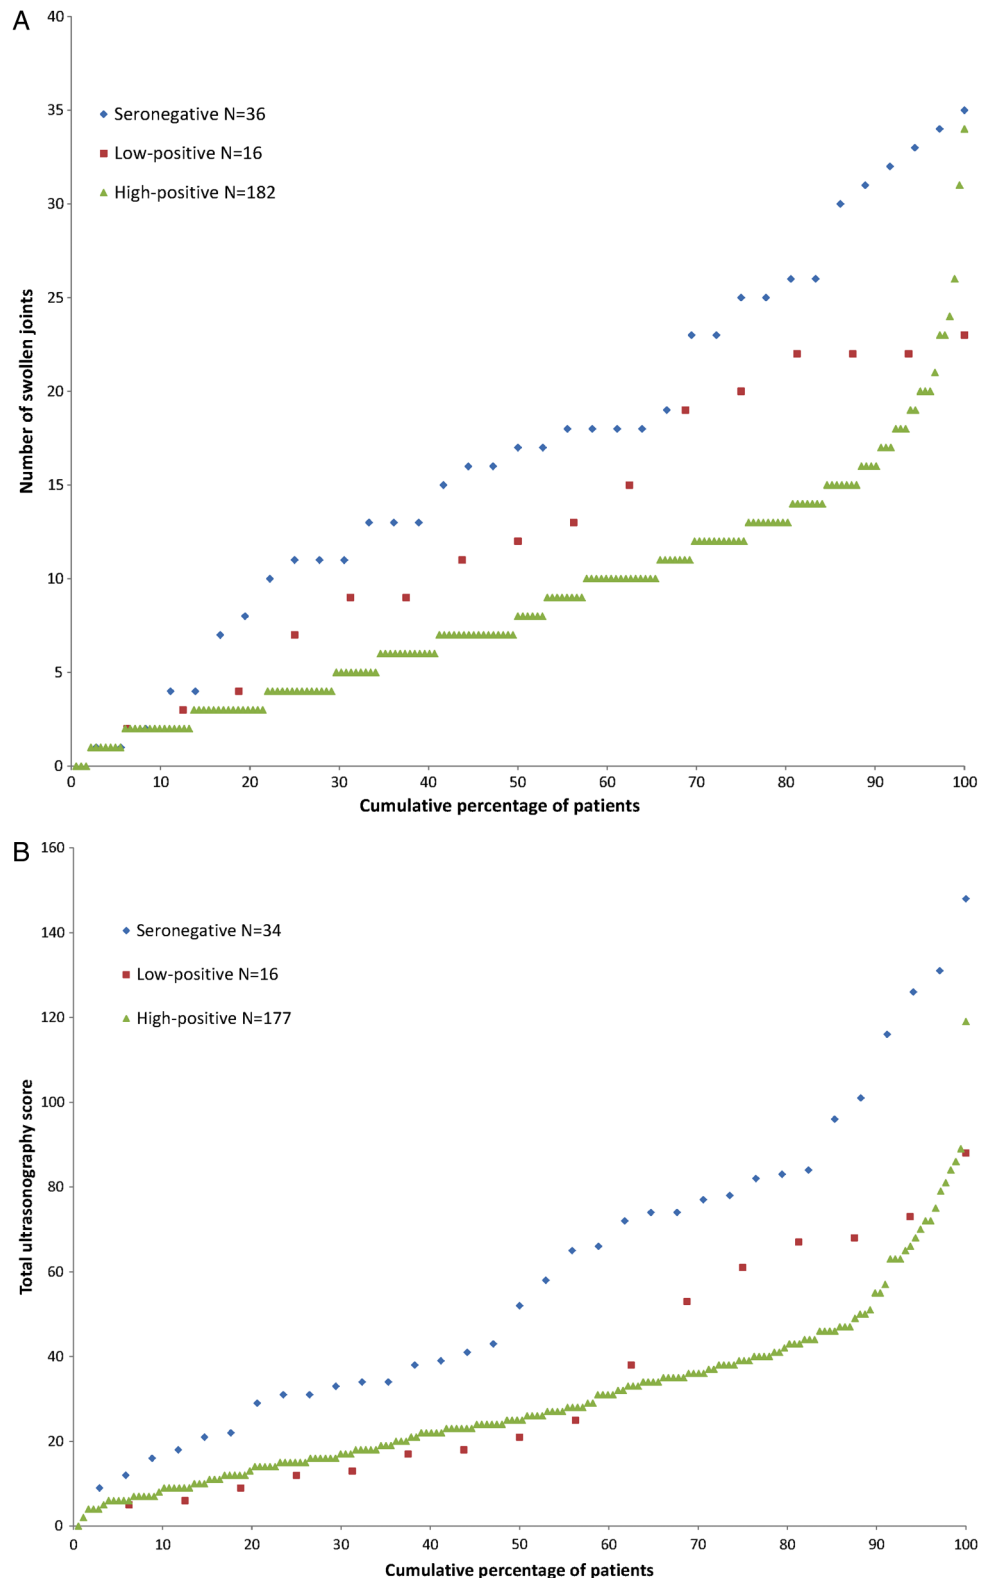 A
40
35
30
25
20
15
10
5
0
Number of swollen joints
Seronegative N=36
Low-positive N=16
High-positive N=182
0 10 20 30 40 50 60 70 80 90 100
Cumulative percentage of patients
B
160
140
120
100
80
60
40
20
0
Total ultrasonography score
Seronegative N=34
Low-positive N=16
High-positive N=177
0 10 20 30 40 50 60 70 80 90 100
Cumulative percentage of patients